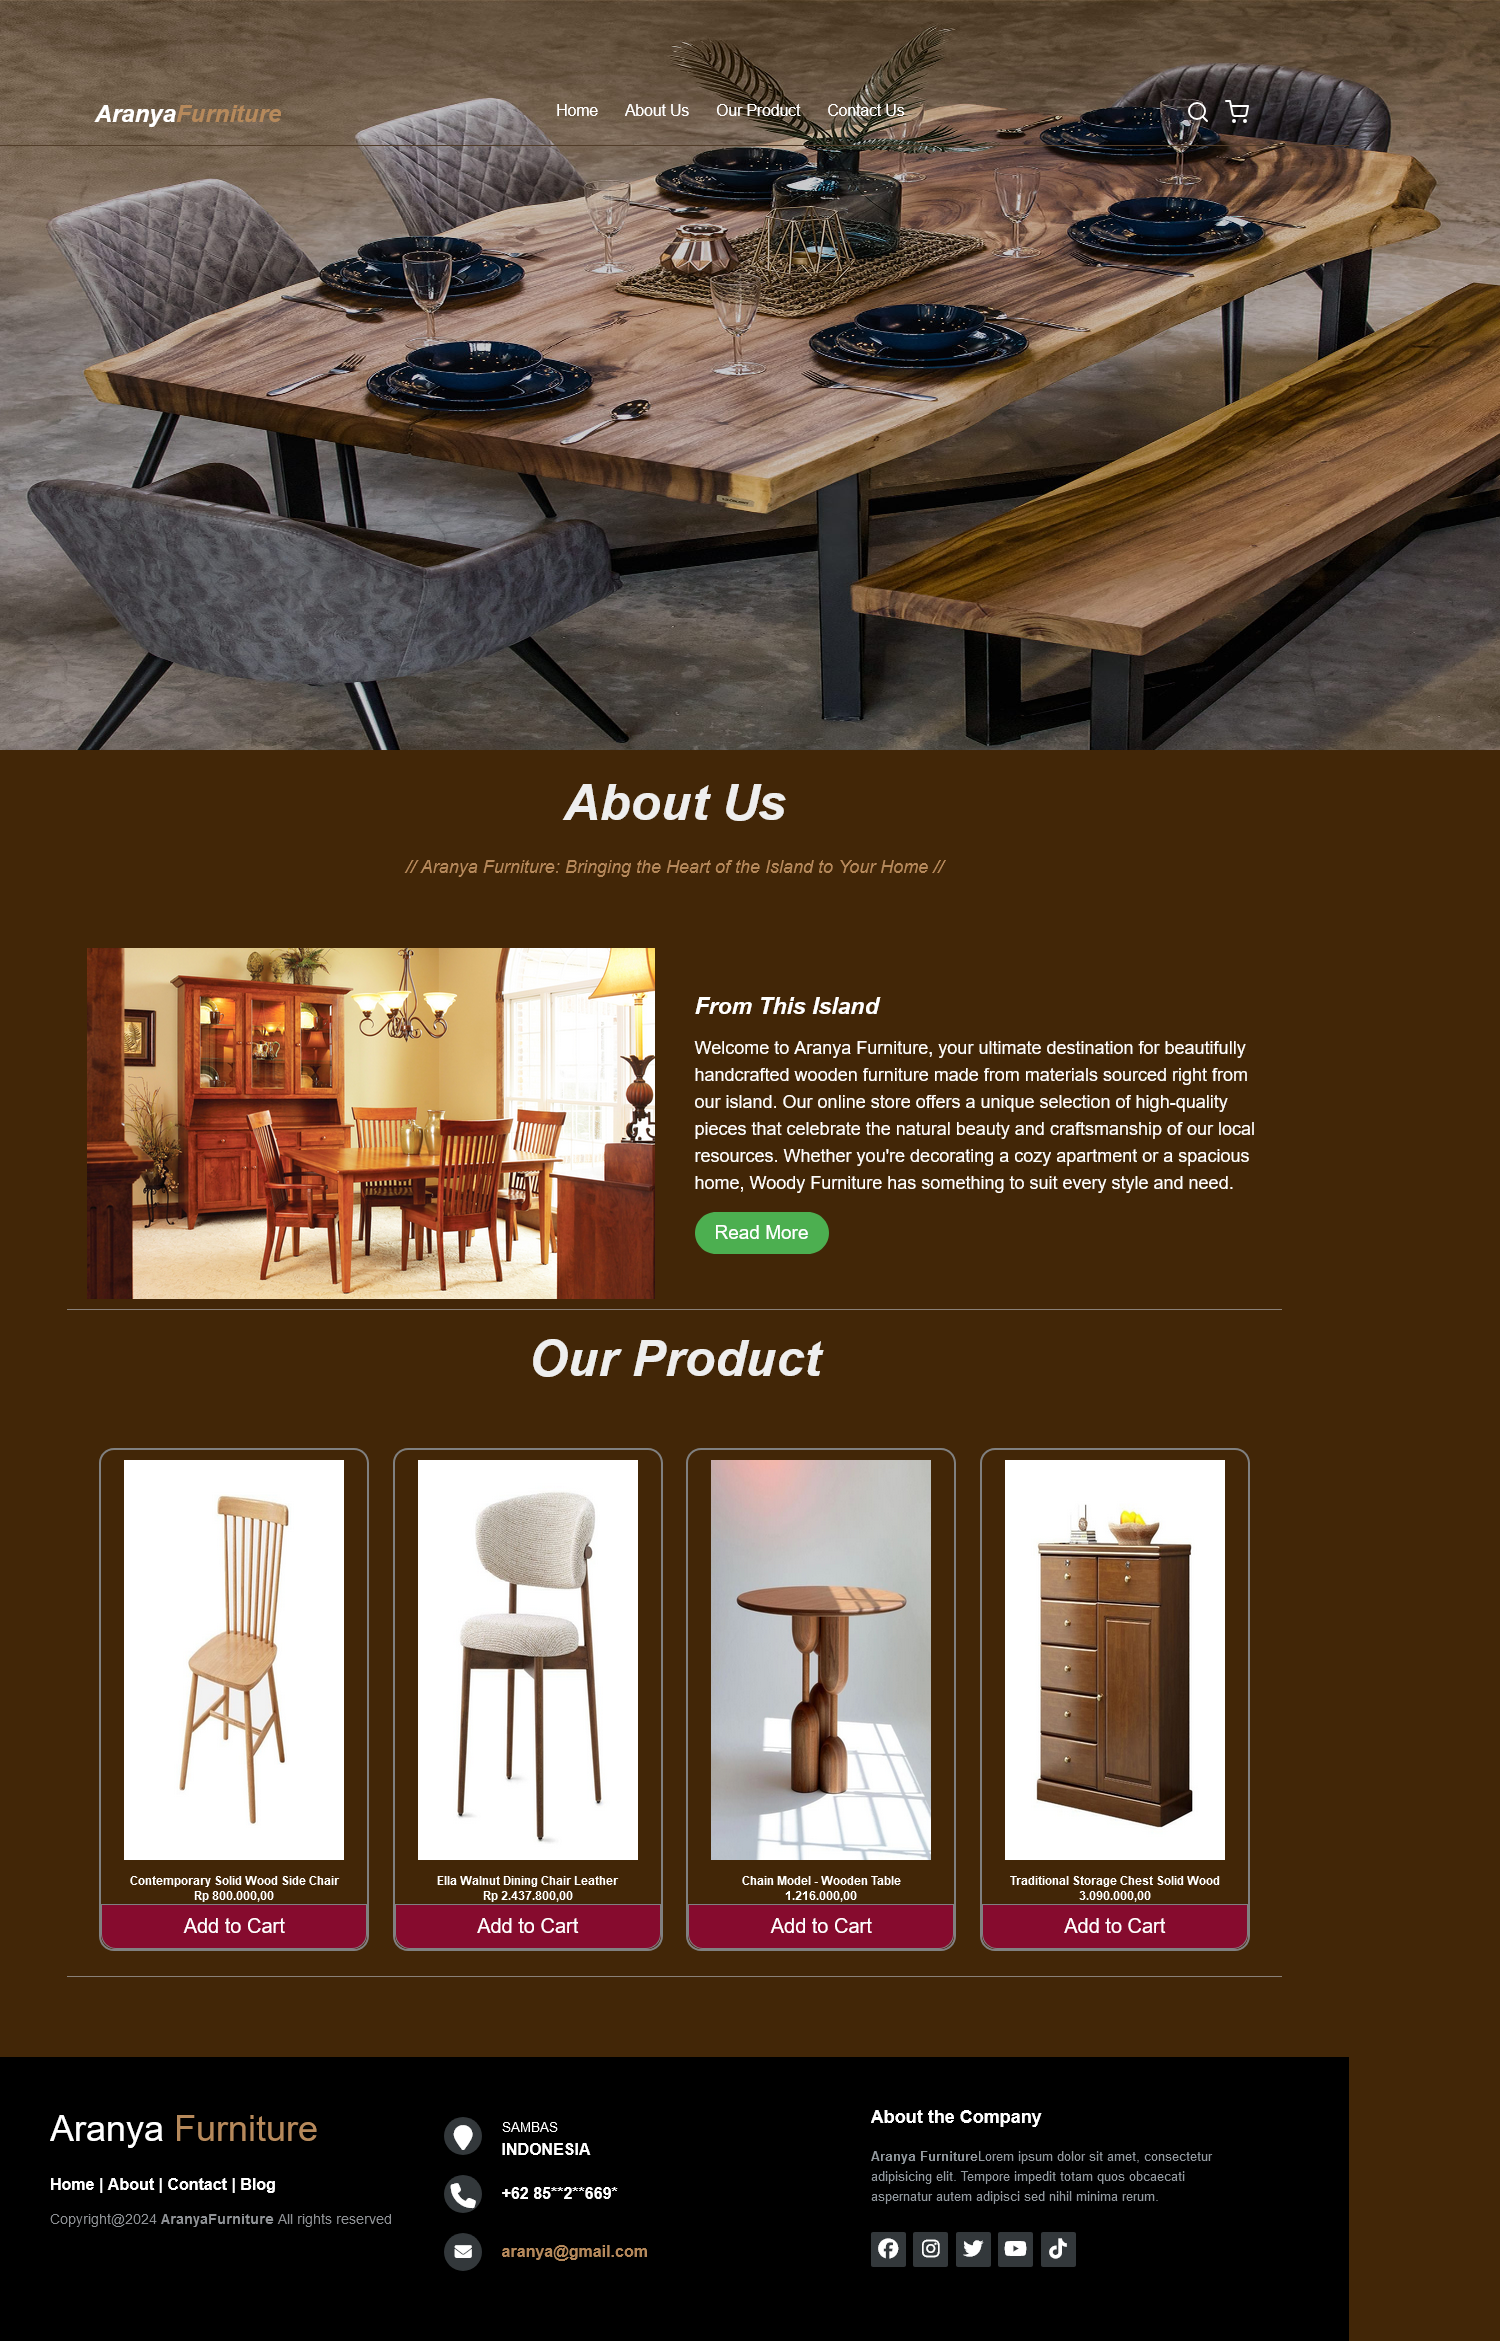 AranyaFurniture
Home About Us Our Product Contact Us
About Us
// Aranya Furniture: Bringing the Heart of the Island to Your Home //
From This Island
Welcome to Aranya Furniture, your ultimate destination for beautifully
handcrafted wooden furniture made from materials sourced right from
our island. Our online store offers a unique selection of high-quality
pieces that celebrate the natural beauty and craftsmanship of our local
resources. Whether you're decorating a cozy apartment or a spacious
home, Woody Furniture has something to suit every style and need.
Read More
Our Product
Contemporary Solid Wood Side Chair
Rp 800.000,00
Add to Cart
Ella Walnut Dining Chair Leather
Rp 2.437.800,00
Add to Cart
Chain Model - Wooden Table
1.216.000,00
Add to Cart
Traditional Storage Chest Solid Wood
3.090.000,00
Add to Cart
Aranya Furniture
Home | About | Contact | Blog
Copyright@2024 AranyaFurniture All rights reserved
SAMBAS
INDONESIA
+62 85**2**669*
aranya@gmail.com
About the Company
Aranya FurnitureLorem ipsum dolor sit amet, consectetur
adipisicing elit. Tempore impedit totam quos obcaecati
aspernatur autem adipisci sed nihil minima rerum.